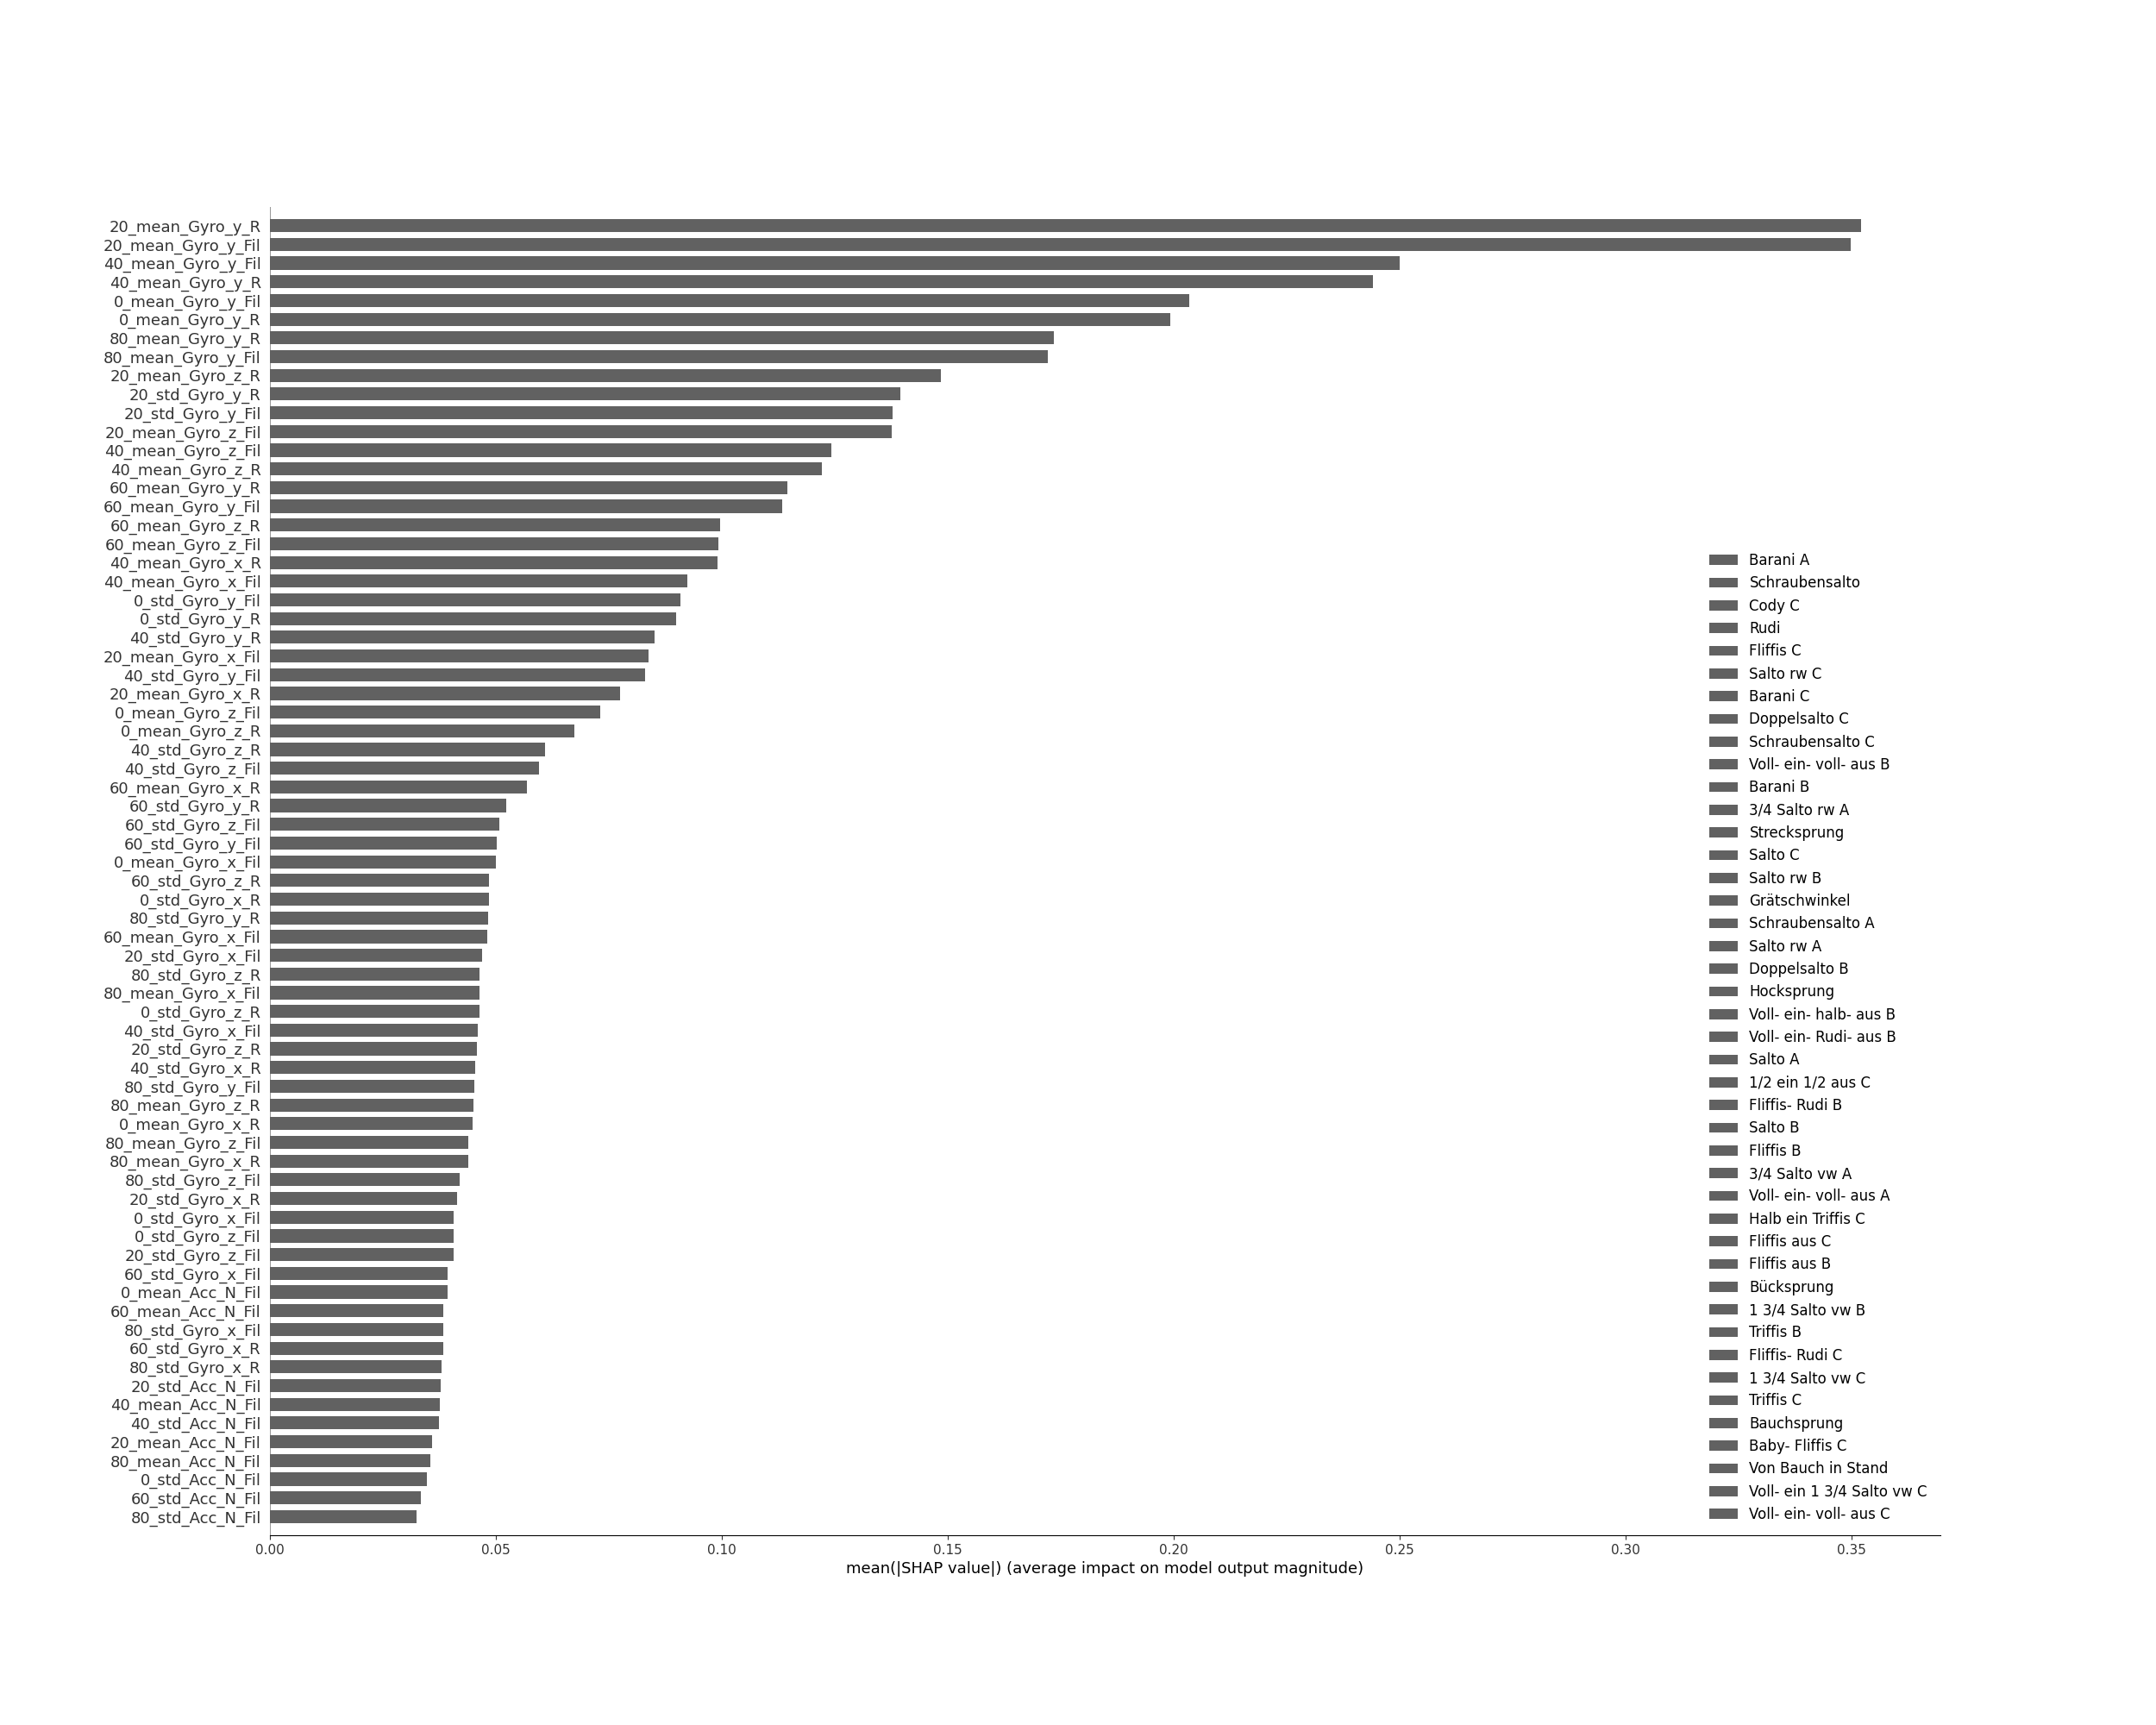 20_mean_Gyro_y_R
20_mean_Gyro_y_Fil
40_mean_Gyro_y_Fil
40_mean_Gyro_y_R
0_mean_Gyro_y_Fil
0_mean_Gyro_y_R
80_mean_Gyro_y_R
80_mean_Gyro_y_Fil
20_mean_Gyro_z_R
20_std_Gyro_y_R
20_std_Gyro_y_Fil
20_mean_Gyro_z_Fil
40_mean_Gyro_z_Fil
40_mean_Gyro_z_R
60_mean_Gyro_y_R
60_mean_Gyro_y_Fil
60_mean_Gyro_z_R
60_mean_Gyro_z_Fil
40_mean_Gyro_x_R
40_mean_Gyro_x_Fil
0_std_Gyro_y_Fil
0_std_Gyro_y_R
40_std_Gyro_y_R
20_mean_Gyro_x_Fil
40_std_Gyro_y_Fil
20_mean_Gyro_x_R
0_mean_Gyro_z_Fil
0_mean_Gyro_z_R
40_std_Gyro_z_R
40_std_Gyro_z_Fil
60_mean_Gyro_x_R
60_std_Gyro_y_R
60_std_Gyro_z_Fil
60_std_Gyro_y_Fil
0_mean_Gyro_x_Fil
60_std_Gyro_z_R
0_std_Gyro_x_R
80_std_Gyro_y_R
60_mean_Gyro_x_Fil
20_std_Gyro_x_Fil
80_std_Gyro_z_R
80_mean_Gyro_x_Fil
0_std_Gyro_z_R
40_std_Gyro_x_Fil
20_std_Gyro_z_R
40_std_Gyro_x_R
80_std_Gyro_y_Fil
80_mean_Gyro_z_R
0_mean_Gyro_x_R
80_mean_Gyro_z_Fil
80_mean_Gyro_x_R
80_std_Gyro_z_Fil
20_std_Gyro_x_R
0_std_Gyro_x_Fil
0_std_Gyro_z_Fil
20_std_Gyro_z_Fil
60_std_Gyro_x_Fil
0_mean_Acc_N_Fil
60_mean_Acc_N_Fil
80_std_Gyro_x_Fil
60_std_Gyro_x_R
80_std_Gyro_x_R
20_std_Acc_N_Fil
40_mean_Acc_N_Fil
40_std_Acc_N_Fil
20_mean_Acc_N_Fil
80_mean_Acc_N_Fil
0_std_Acc_N_Fil
60_std_Acc_N_Fil
80_std_Acc_N_Fil
Barani A
Schraubensalto
Cody C
Rudi
Fliffis C
Salto rw C
Barani C
Doppelsalto C
Schraubensalto C
Voll- ein- voll- aus B
Barani B
3/4 Salto rw A
Strecksprung
Salto C
Salto rw B
Grätschwinkel
Schraubensalto A
Salto rw A
Doppelsalto B
Hocksprung
Voll- ein- halb- aus B
Voll- ein- Rudi- aus B
Salto A
1/2 ein 1/2 aus C
Fliffis- Rudi B
Salto B
Fliffis B
3/4 Salto vw A
Voll- ein- voll- aus A
Halb ein Triffis C
Fliffis aus C
Fliffis aus B
Bücksprung
1 3/4 Salto vw B
Triffis B
Fliffis- Rudi C
1 3/4 Salto vw C
Triffis C
Bauchsprung
Baby- Fliffis C
Von Bauch in Stand
Voll- ein 1 3/4 Salto vw C
Voll- ein- voll- aus C
0.00 0.05 0.10 0.15 0.20 0.25 0.30 0.35
mean(|SHAP value|) (average impact on model output magnitude)